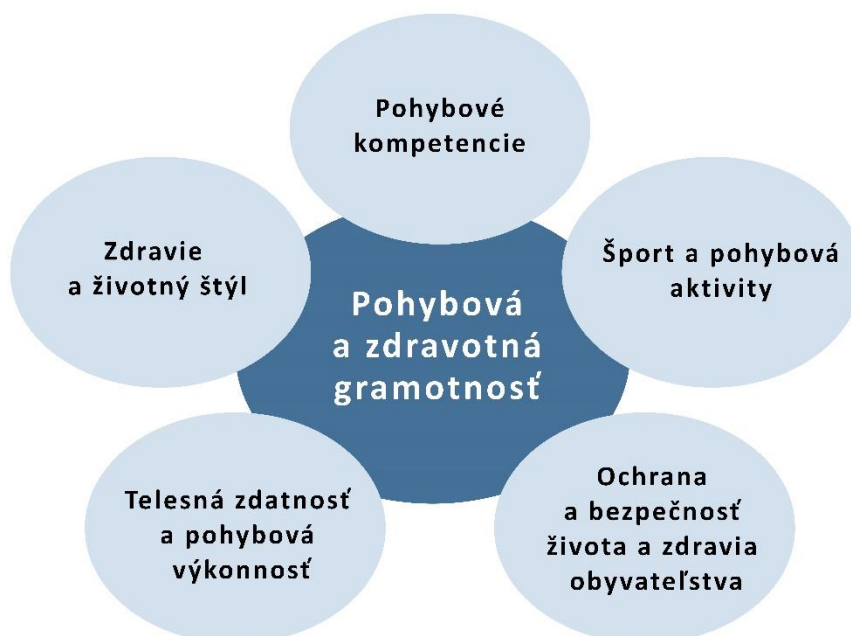 Pohybové
kompetencie
Zdravie
a životný štýl
Šport a pohybová
aktivity
Pohybová
a zdravotná
gramotnosť
Telesná zdatnosť
a pohybová
výkonnosť
Ochrana
a bezpečnosť
života a zdravia
obyvateľstva